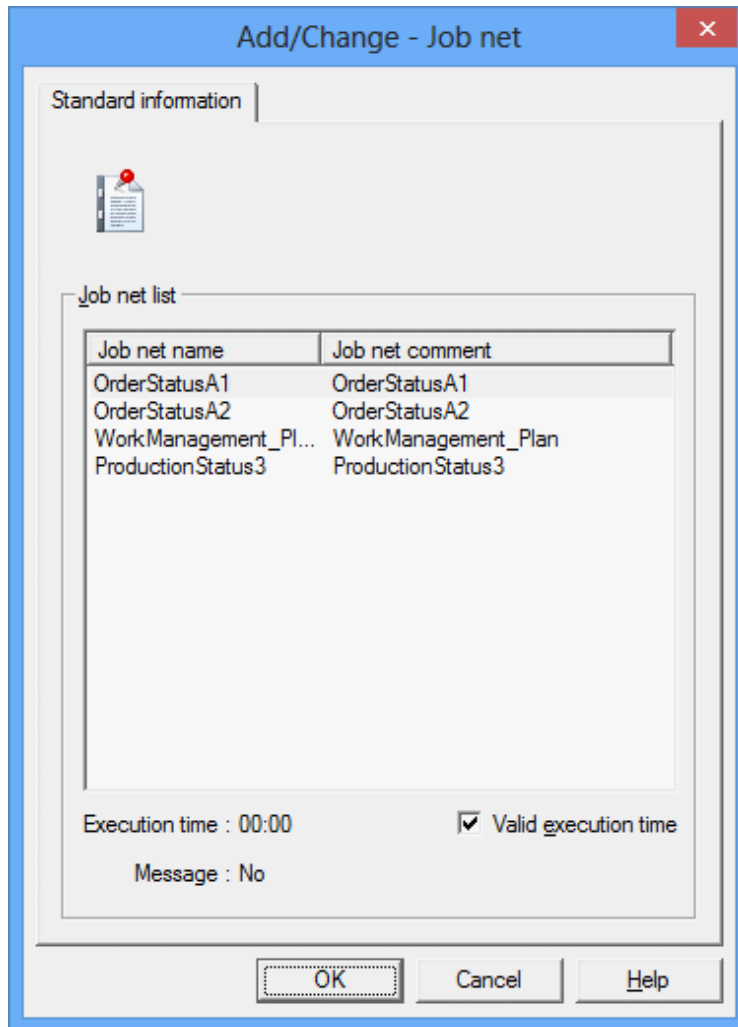 Add/Change - Job net
Standard information
Job net list
Job net name Job net comment
OrderStatusA1 OrderStatusA1
OrderStatusA2 OrderStatusA2
WorkManagement_Pl... WorkManagement_Plan
ProductionStatus3 ProductionStatus3
Execution time : 00:00 Valid execution time
Message : No
OK Cancel Help